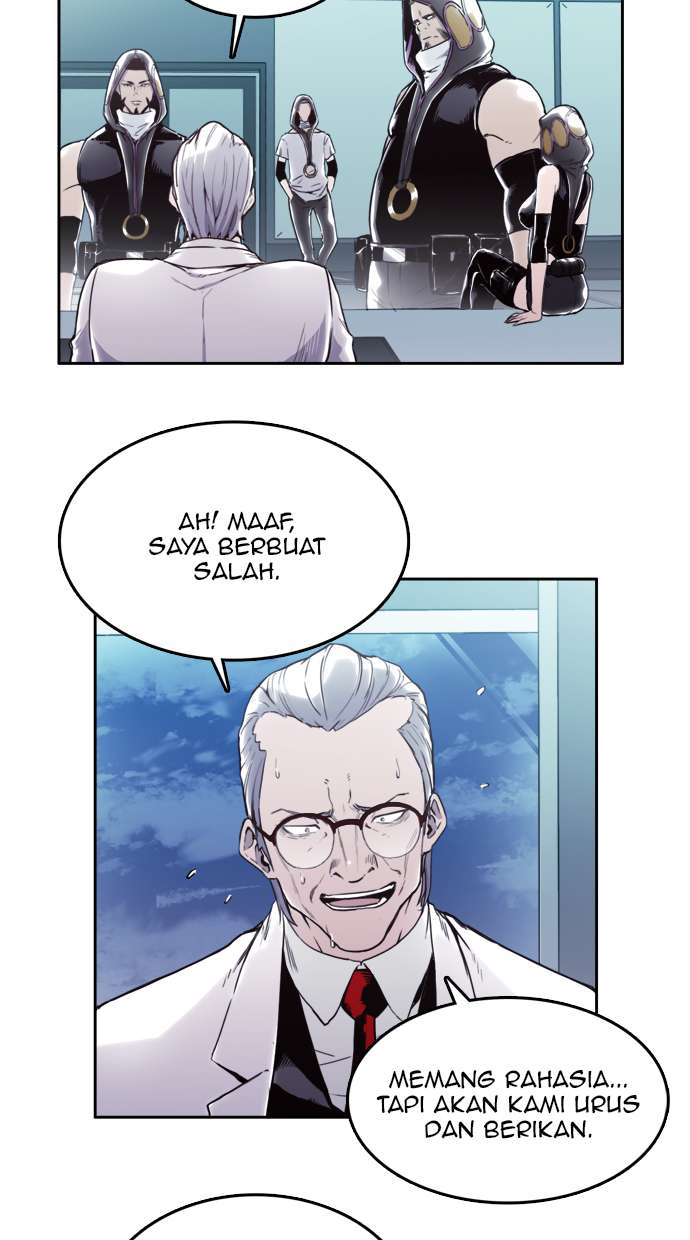 AH! MAAF,
SAYA BERBUAT
SALAH.
MEMANG RAHASIA...
TAPI AKAN KAMI URUS
DAN BERIKAN.